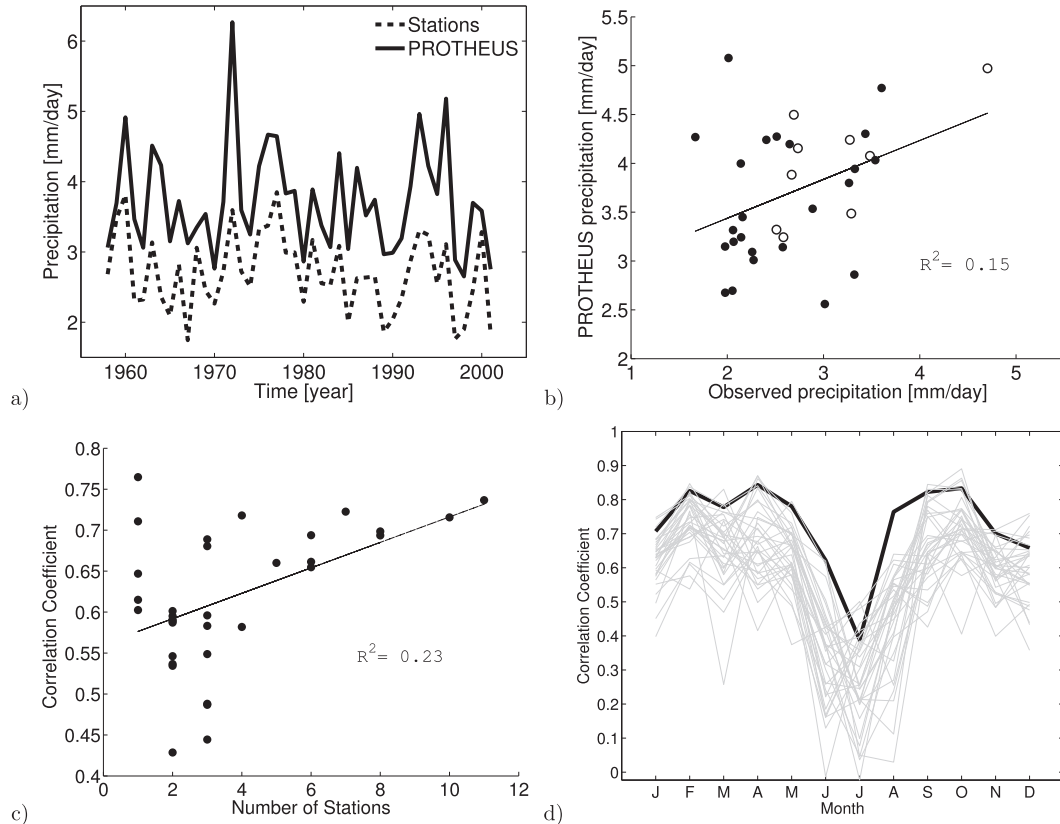 Stations
PROTHEUS
Precipitation [mm/day]
6
5
4
3
2
1960 1970 1980 1990 2000
Time [year]
a)
PROTHEUS precipitation [mm/day]
5.5
5
4.5
4
3.5
3
2.5
2
R2= 0.15
1 2 3 4 5
Observed precipitation [mm/day]
b)
Correlation Coefficient
0.8
0.75
0.7
0.65
0.6
0.55
0.5
0.45
0.4
R2= 0.23
0 2 4 6 8 10 12
Number of Stations
c)
Correlation Coefficient
1
0.9
0.8
0.7
0.6
0.5
0.4
0.3
0.2
0.1
0
J F M A M J J A S O N D
Month
d)